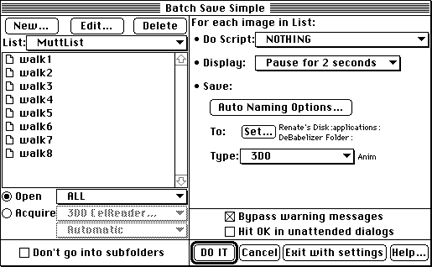 Batch Save Simple
New... Edit... Delete
List: MuttList
walk1
walk2
walk3
walk4
walk5
walk6
walk7
walk8
Open ALL
Acquire 3DO CelReader...
Automatic
Don't go into subfolders
For each image in List:
• Do Script: NOTHING
• Display: Pause for 2 seconds
• Save:
Auto Naming Options...
To: Set... Renate's Disk:applications:
DeBabelizer Folder:
Type: 3DO Anim
Bypass warning messages
Hit OK in unattended dialogs
DO IT Cancel Exit with settings Help...